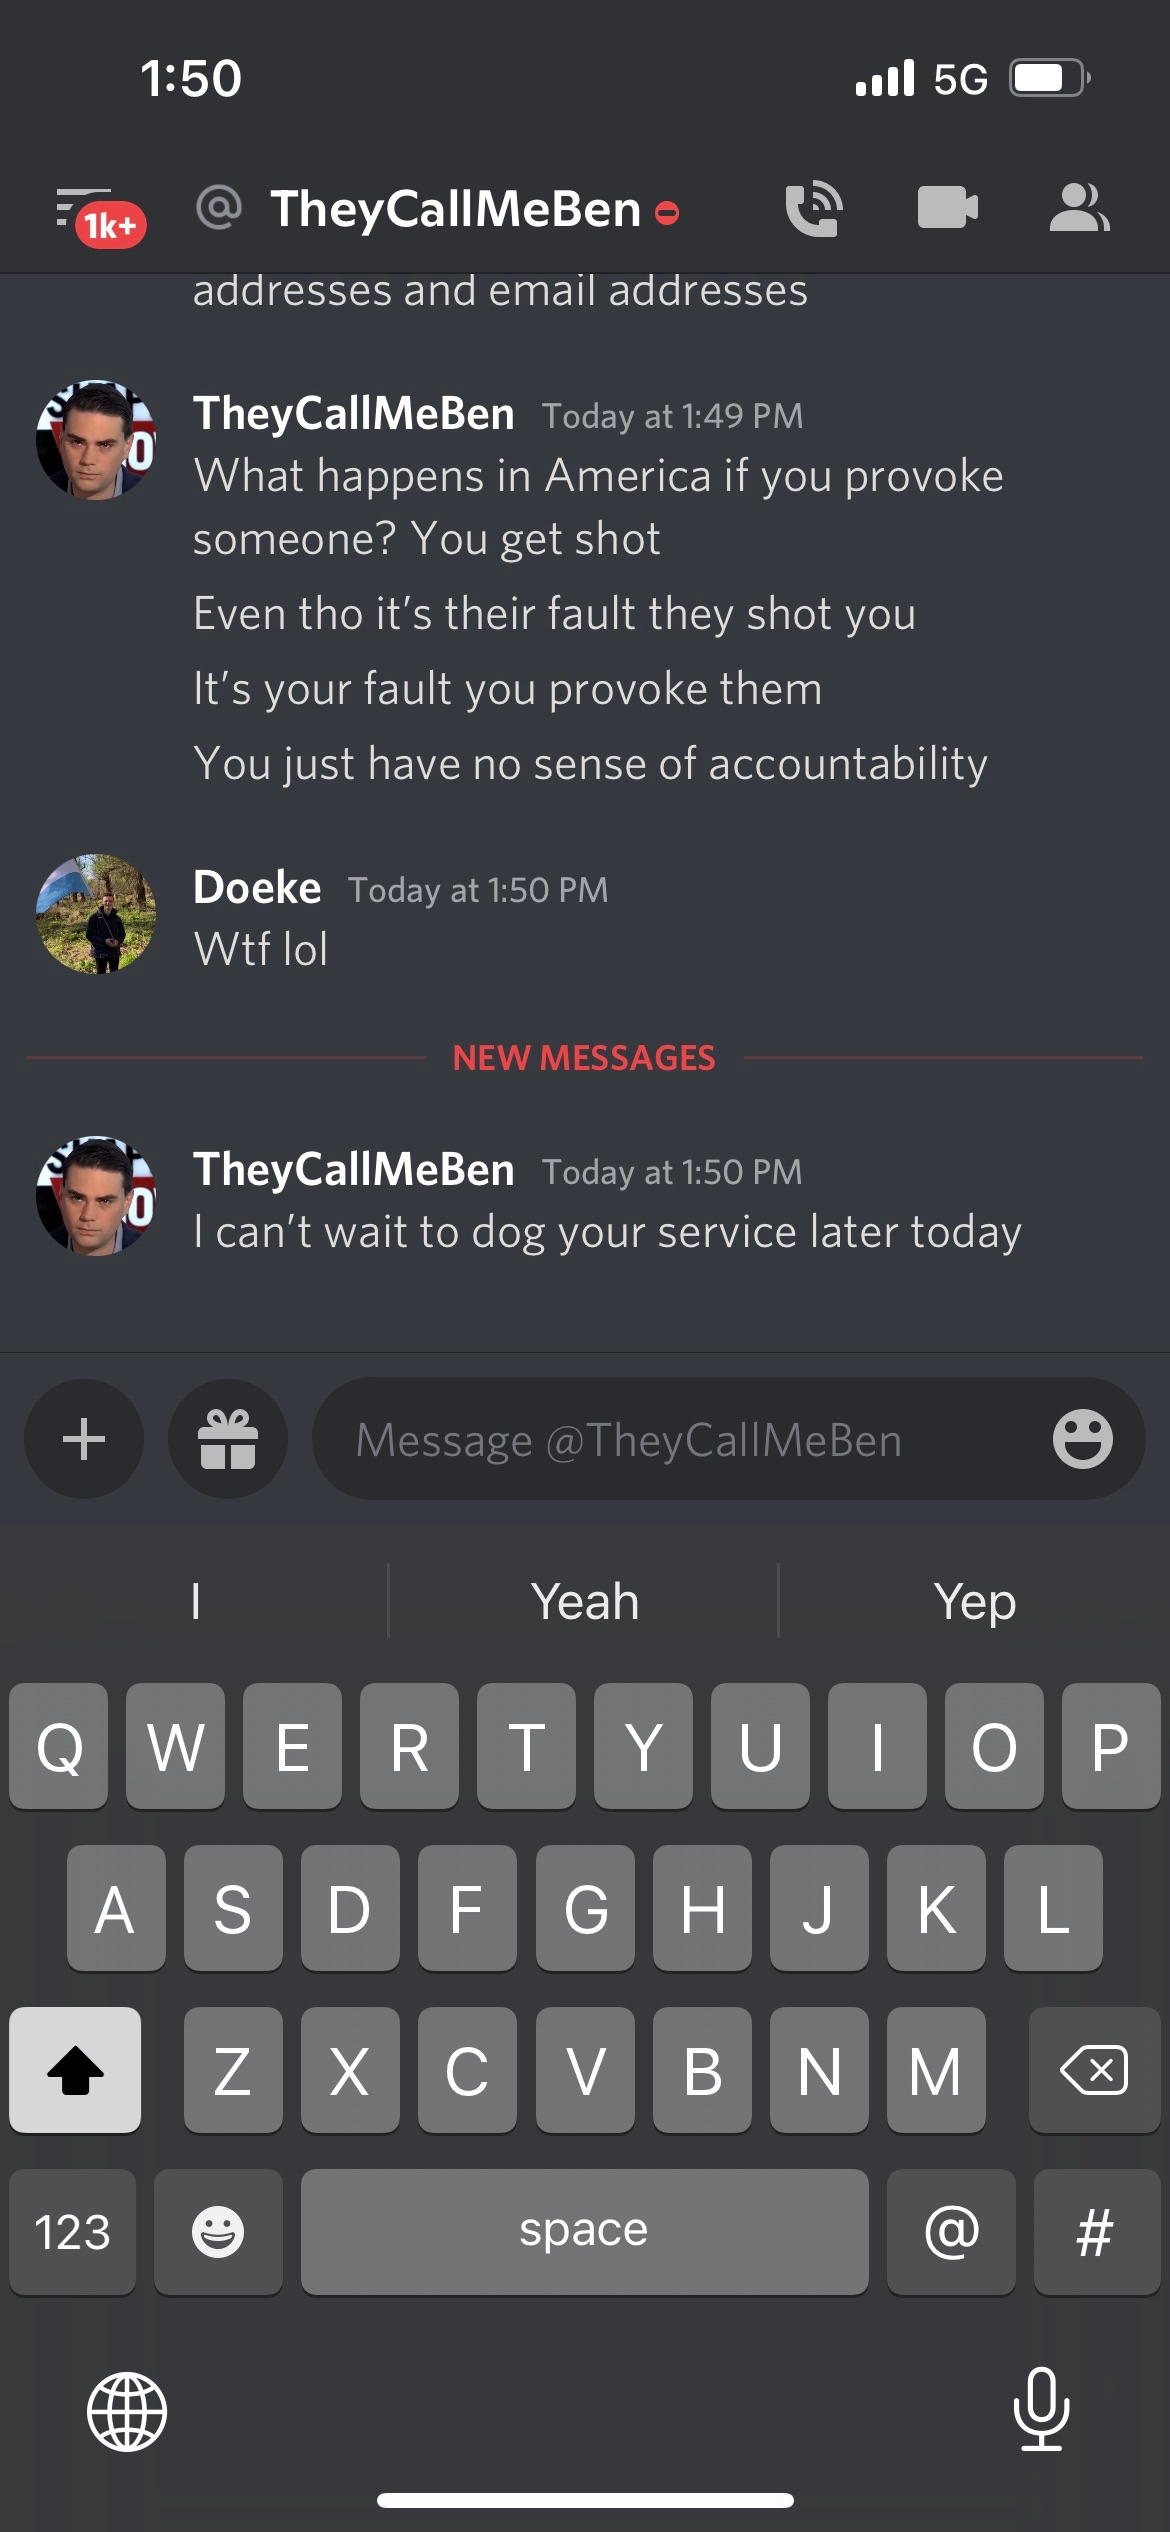 1:50
5G
1k+
@ TheyCallMeBen
addresses and email addresses
TheyCallMeBen Today at 1:49 PM
What happens in America if you provoke
someone? You get shot
Even tho it’s their fault they shot you
It’s your fault you provoke them
You just have no sense of accountability
Doeke Today at 1:50 PM
Wtf lol
NEW MESSAGES
TheyCallMeBen Today at 1:50 PM
I can’t wait to dog your service later today
Message @TheyCallMeBen
I Yeah Yep
Q W E R T Y U I O P
A S D F G H J K L
Z X C V B N M
123 space @ #